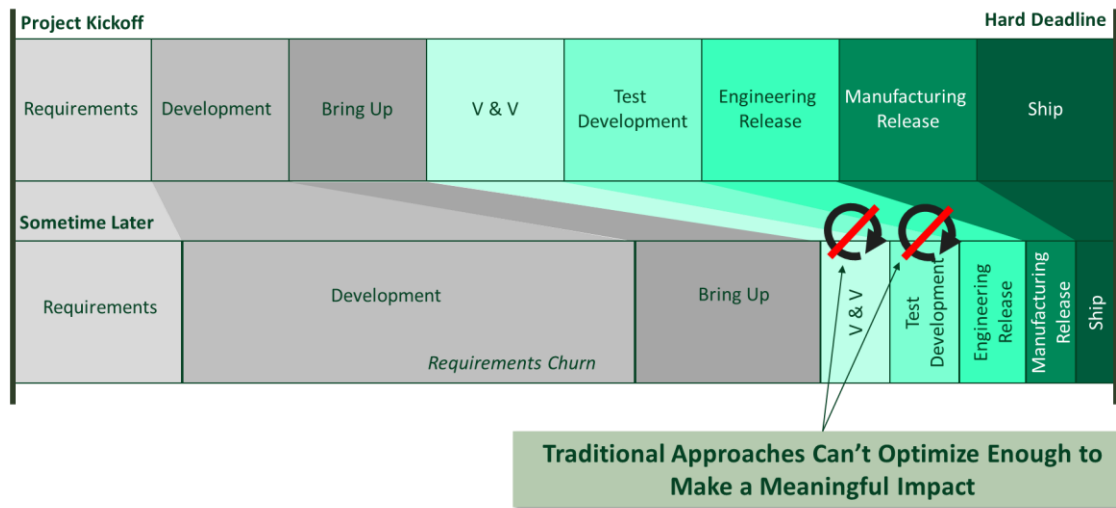 Project Kickoff
Hard Deadline
Requirements
Development
Bring Up
V & V
Test
Development
Engineering
Release
Manufacturing
Release
Ship
Sometime Later
Requirements
Development
Requirements Churn
Bring Up
V & V
Test
Development
Engineering
Release
Manufacturing
Release
Ship
Traditional Approaches Can’t Optimize Enough to
Make a Meaningful Impact